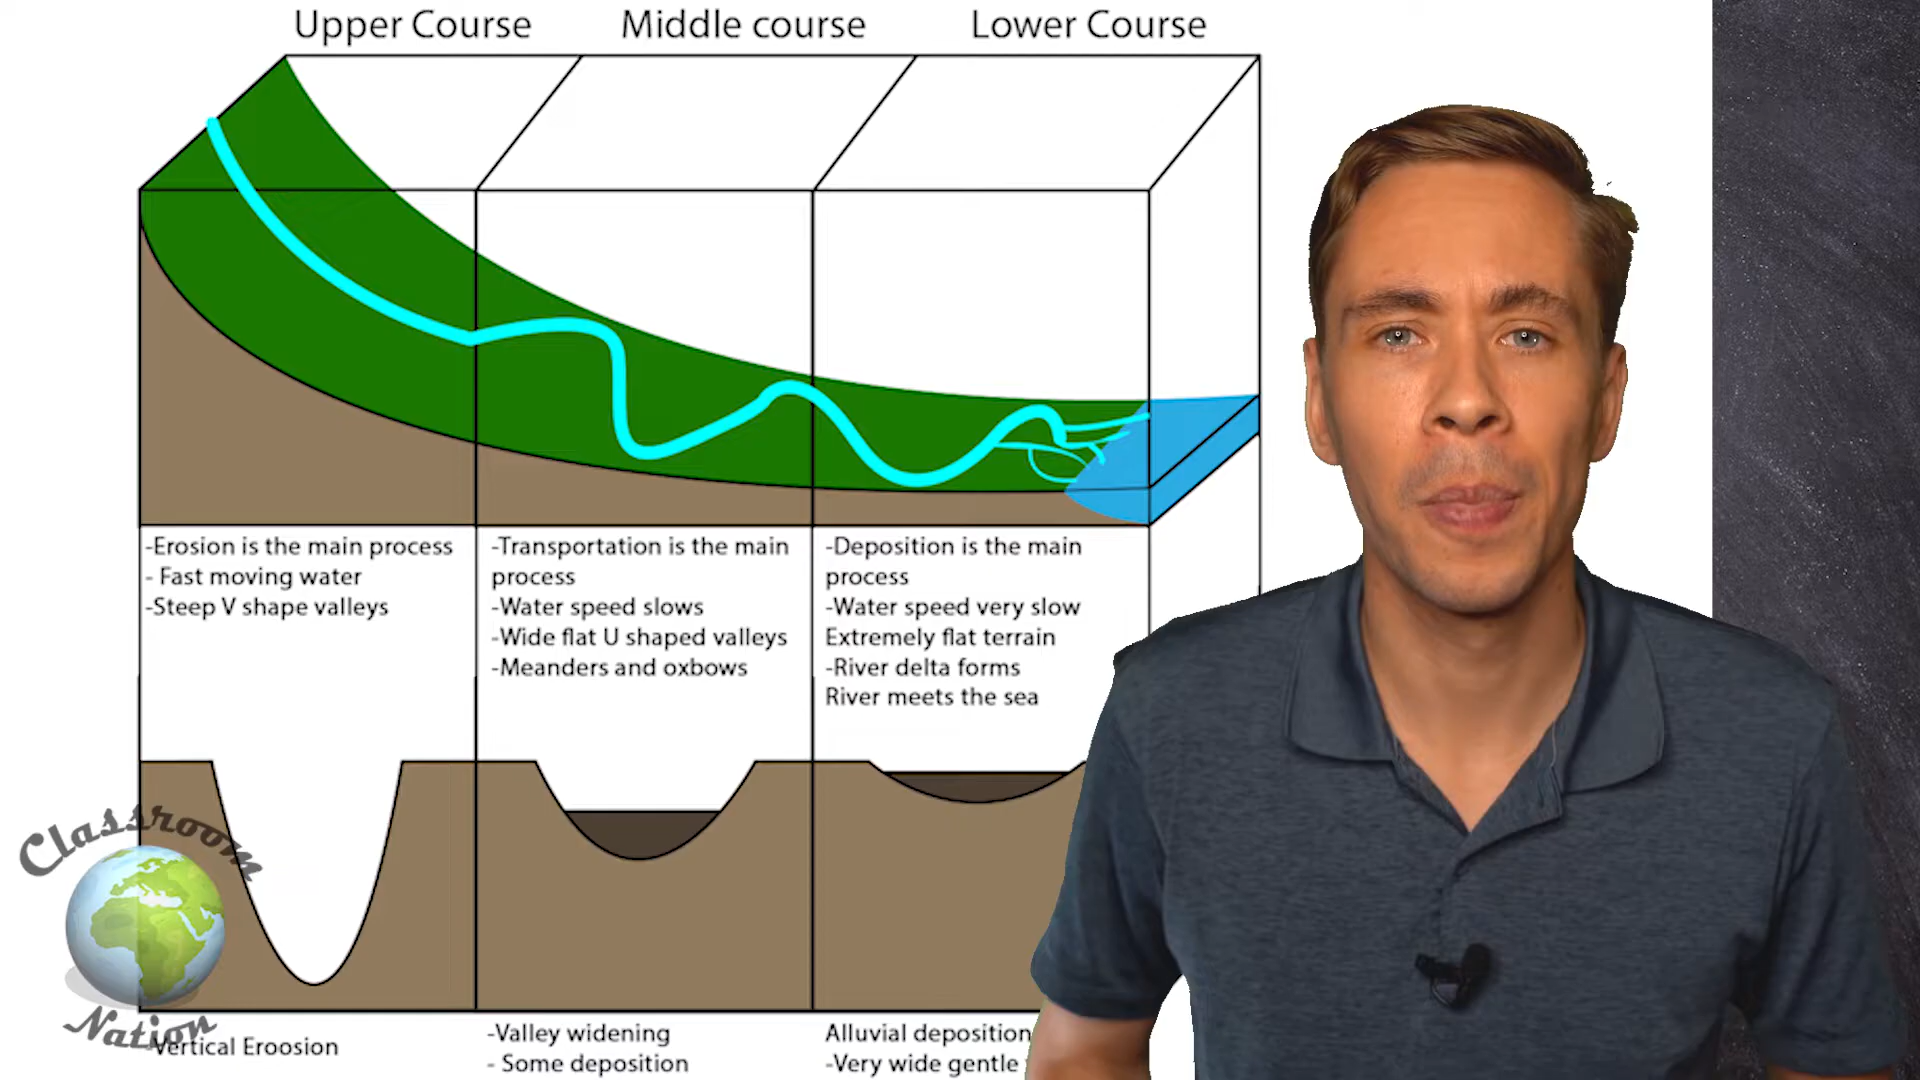 Upper Course
Middle course
Lower Course
-Erosion is the main process
- Fast moving water
-Steep V shape valleys
-Transportation is the main
process
-Water speed slows
-Wide flat U shaped valleys
-Meanders and oxbows
-Deposition is the main
process
-Water speed very slow
Extremely flat terrain
-River delta forms
River meets the sea
Classroom
Nation
Vertical Eroosion
-Valley widening
- Some deposition
Alluvial deposition
-Very wide gentle